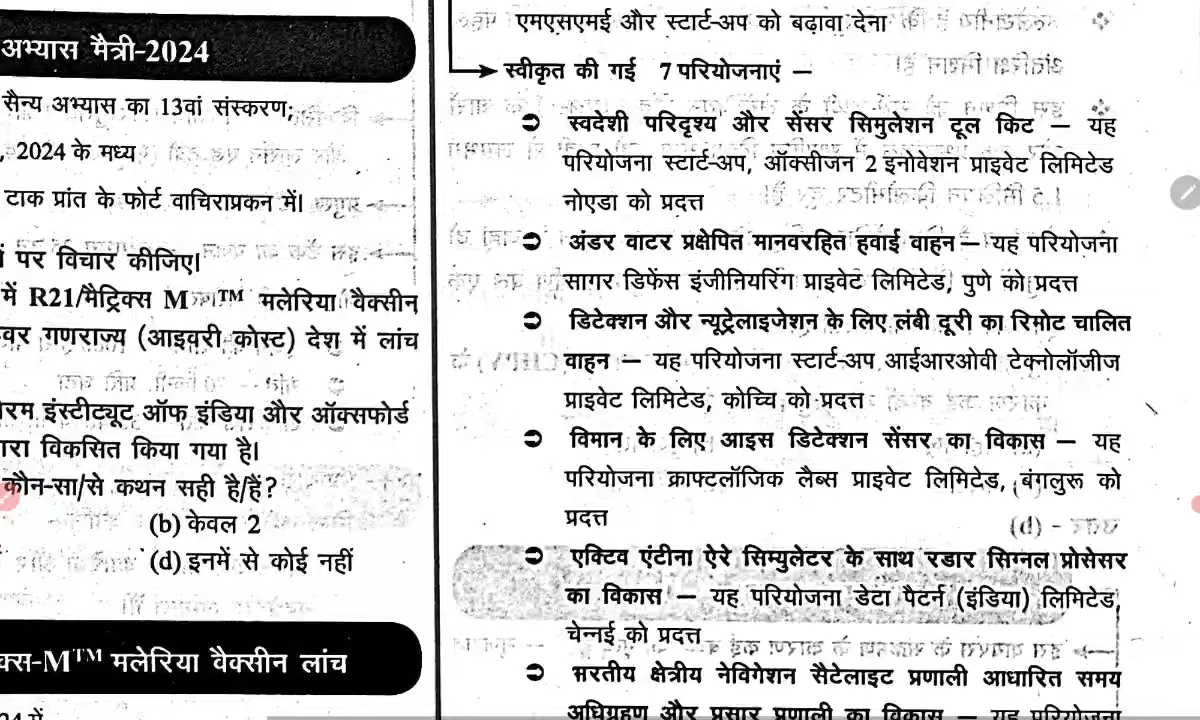 अभ्यास मैत्री-2024
सैन्य अभ्यास का 13वां संस्करण;
, 2024 के मध्य
टाक प्रांत के फोर्ट वाचिराप्रकन में।
पर विचार कीजिए।
में R21/मैट्रिक्स M™ मलेरिया वैक्सीन
गणराज्य (आइवरी कोस्ट) देश में लांच
इंस्टीट्यूट ऑफ इंडिया और ऑक्सफोर्ड
विकसित किया गया है।
कौन-सा/से कथन सही है/हैं?
(b) केवल 2
(d) इनमें से कोई नहीं
क्स-M™ मलेरिया वैक्सीन लांच
24 में
एमएसएमई और स्टार्ट-अप को बढ़ावा देना
स्वीकृत की गई 7 परियोजनाएं —
स्वदेशी परिदृश्य और सेंसर सिमुलेशन टूल किट — यह
परियोजना स्टार्ट-अप, ऑक्सीजन 2 इनोवेशन प्राइवेट लिमिटेड
नोएडा को प्रदत्त
अंडर वाटर प्रक्षेपित मानवरहित हवाई वाहन — यह परियोजना
सागर डिफेंस इंजीनियरिंग प्राइवेट लिमिटेड, पुणे को प्रदत्त
डिटेक्शन और न्यूट्रेलाइजेशन के लिए लंबी दूरी का रिमोट चालित
वाहन — यह परियोजना स्टार्ट-अप आईआरओवी टेक्नोलॉजीज
प्राइवेट लिमिटेड, कोच्चि को प्रदत्त
विमान के लिए आइस डिटेक्शन सेंसर का विकास — यह
परियोजना क्राफ्टलॉजिक लैब्स प्राइवेट लिमिटेड, बंगलुरू को
प्रदत्त
एक्टिव एंटीना ऐरे सिम्युलेटर के साथ रडार सिग्नल प्रोसेसर
का विकास — यह परियोजना डेटा पैटर्न (इंडिया) लिमिटेड,
चेन्नई को प्रदत्त
भरतीय क्षेत्रीय नेविगेशन सैटेलाइट प्रणाली आधारित समय
अधिग्रहण और प्रसार प्रणाली का विकास — यह परियोजना